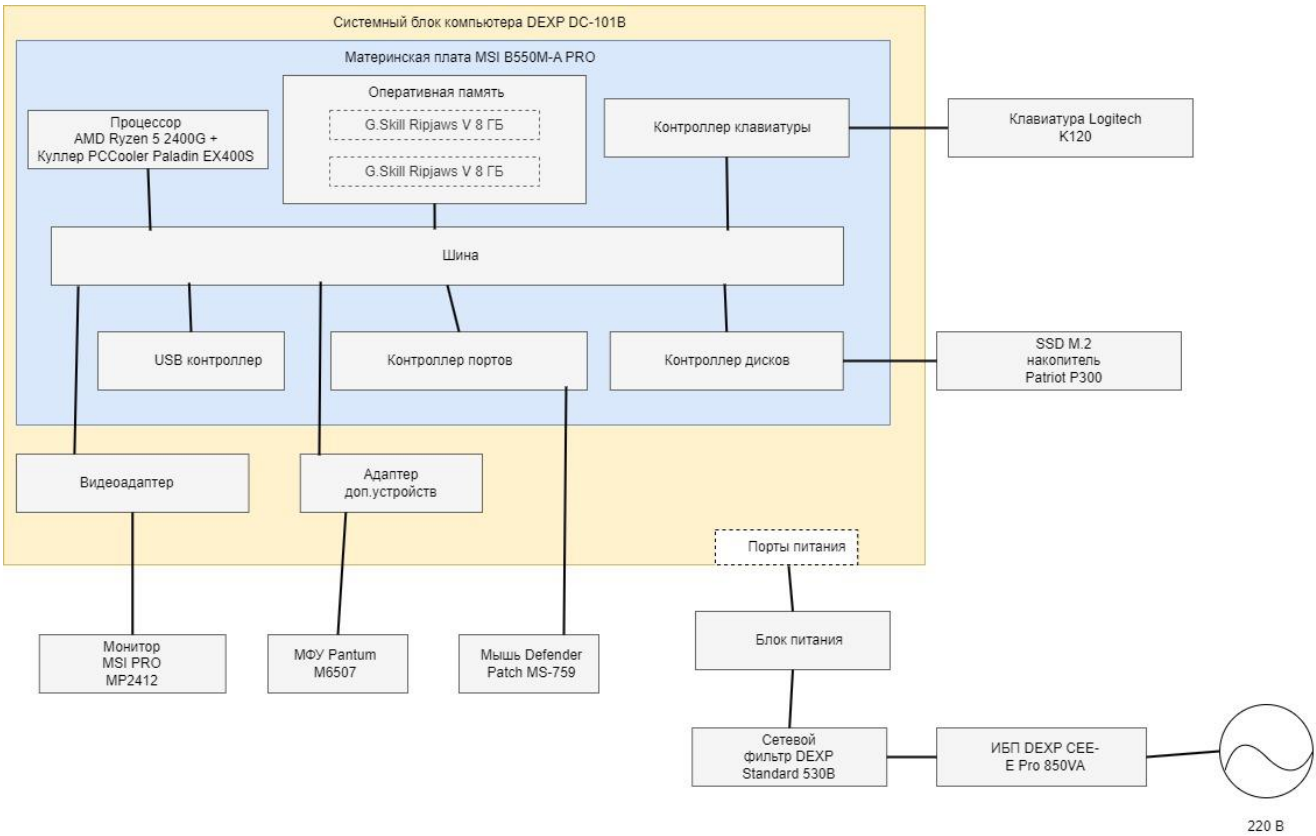 Системный блок компьютера DEXP DC-101B
Материнская плата MSI B550M-A PRO
Оперативная память
G.Skill Ripjaws V 8 ГБ
G.Skill Ripjaws V 8 ГБ
Процессор
AMD Ryzen 5 2400G +
Куллер PCCooler Paladin EX400S
Контроллер клавиатуры
Клавиатура Logitech
K120
Шина
USB контроллер
Контроллер портов
Контроллер дисков
SSD M.2
накопитель
Patriot P300
Видеоадаптер
Адаптер
доп.устройств
Порты питания
Блок питания
Монитор
MSI PRO
MP2412
МФУ Pantum
M6507
Мышь Defender
Patch MS-759
Сетевой
фильтр DEXP
Standard 530B
ИБП DEXP CEE-
E Pro 850VA
220 В